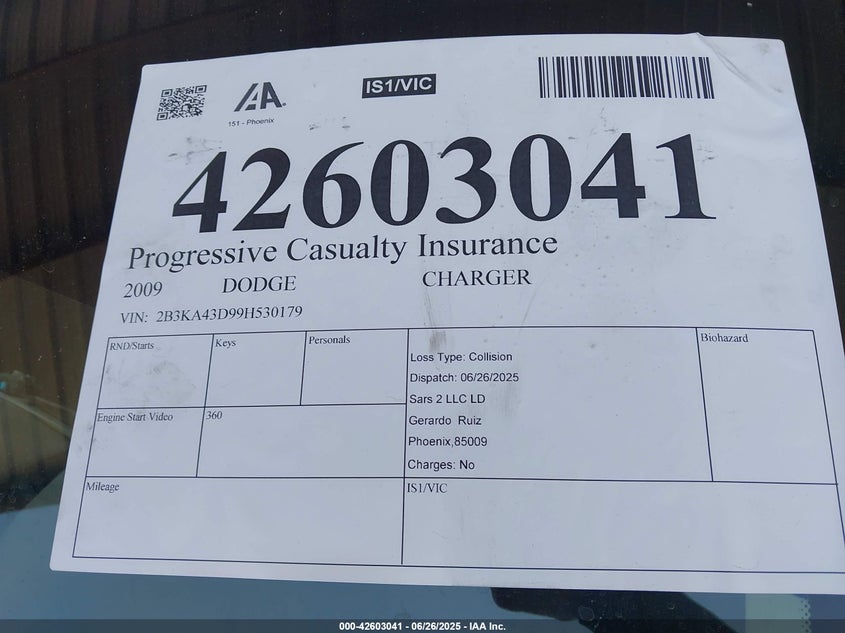 IAA
151 - Phoenix
IS1/VIC
42603041
Progressive Casualty Insurance
2009 DODGE CHARGER
VIN: 2B3KA43D99H530179
RND/Starts
Keys
Personals
Loss Type: Collision
Dispatch: 06/26/2025
Sars 2 LLC LD
Gerardo Ruiz
Phoenix,85009
Charges: No
Biohazard
Engine Start Video
360
Mileage
IS1/VIC
000-42603041 - 06/26/2025 - IAA Inc.